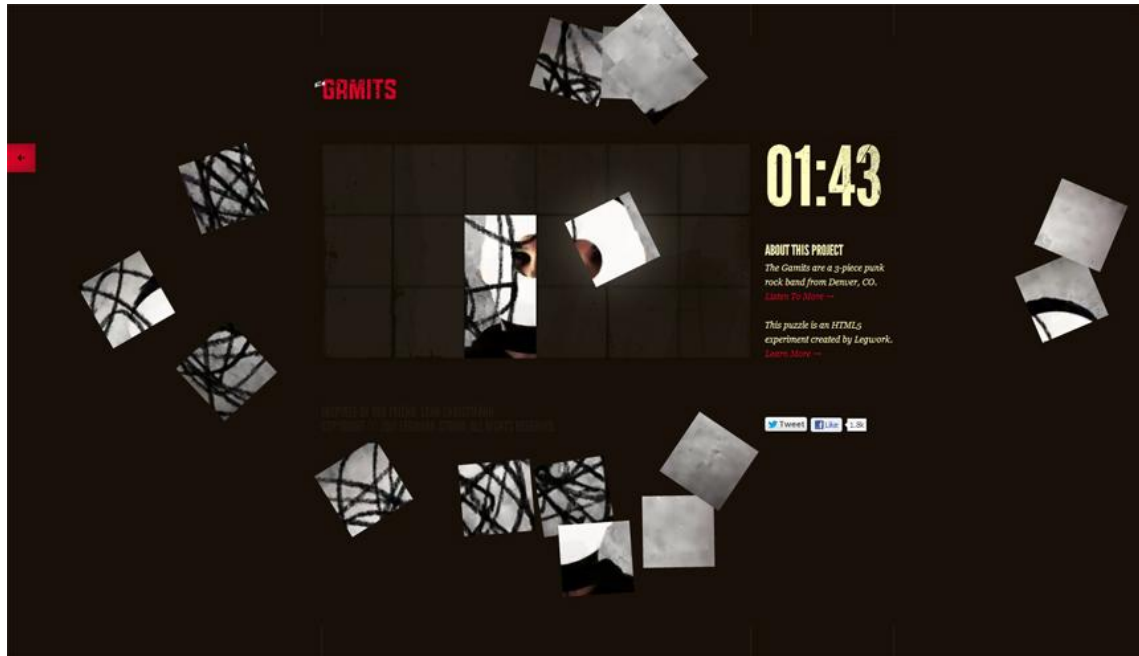 GAMITS
01:43
ABOUT THIS PROJECT
The Gamits are a 3-piece punk
rock band from Denver, CO.
Listen To More →
This puzzle is an HTML5
experiment created by Legwork.
Learn More →
Tweet Like 1.8k